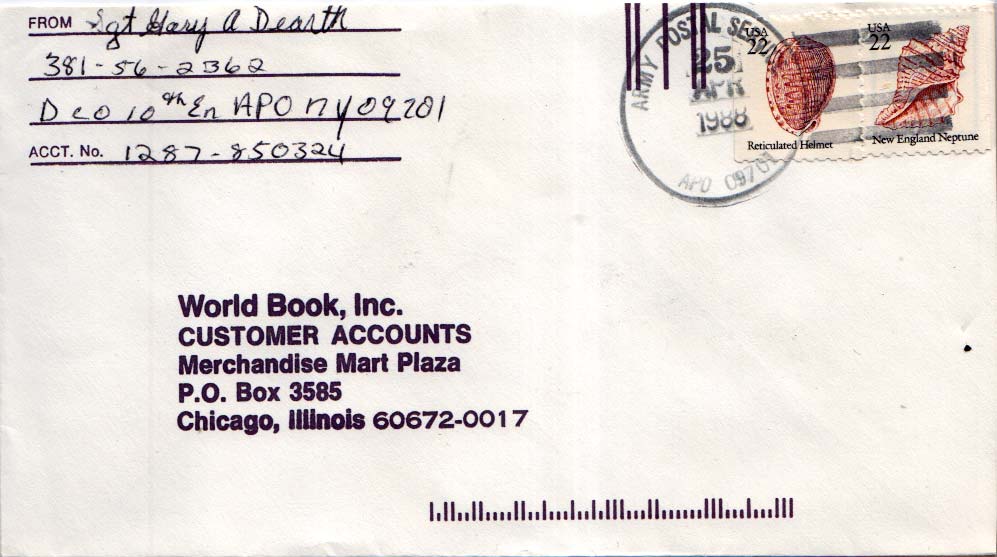 FROM Sgt Gary A Dearth
381-56-2362
D Co 10th En APO NY 09701
ACCT. No. 1287-850324
ARMY POSTAL SERVICE
25
APR
1988
APO 09701
USA
22
Reticulated Helmet
USA
22
New England Neptune
World Book, Inc.
CUSTOMER ACCOUNTS
Merchandise Mart Plaza
P.O. Box 3585
Chicago, Illinois 60672-0017